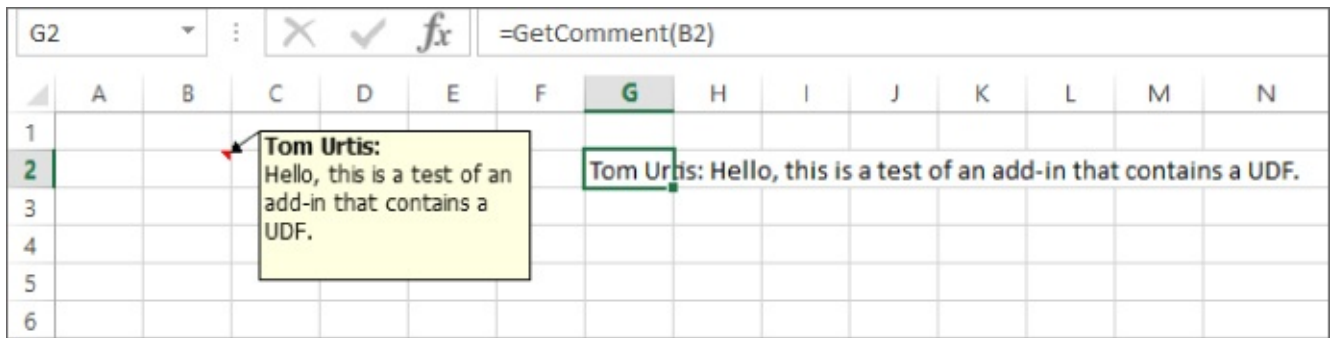 G2 fx =GetComment(B2)
A B C D E F G H I J K L M N
1
Tom Urtis:
2
Hello, this is a test of an
Tom Urtis: Hello, this is a test of an add-in that contains a UDF.
3
add-in that contains a
4
UDF.
5
6